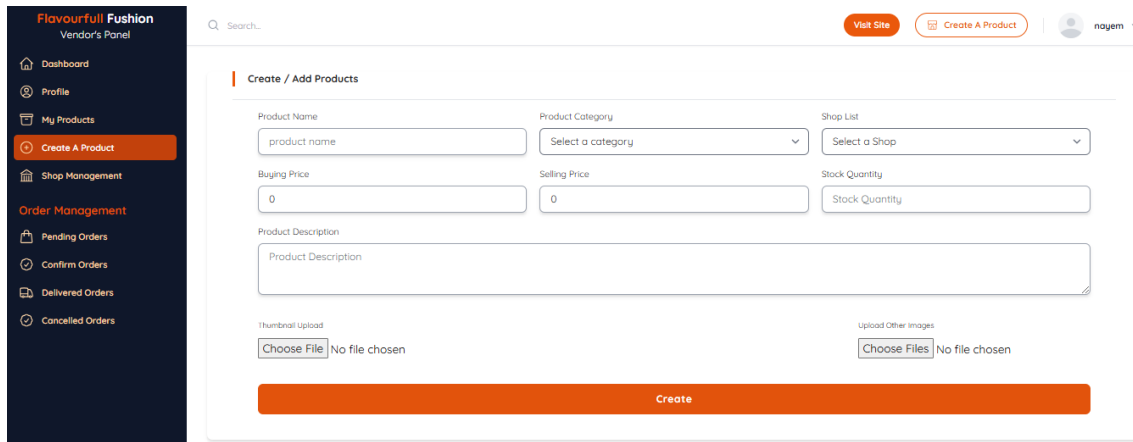 Flavourfull Fushion
Vendor's Panel
Dashboard
Profile
My Products
Create A Product
Shop Management
Order Management
Pending Orders
Confirm Orders
Delivered Orders
Cancelled Orders
Search...
Visit Site
Create A Product
nayem
Create / Add Products
Product Name
Product Category
Shop List
product name
Select a category
Select a Shop
Buying Price
Selling Price
Stock Quantity
0
0
Stock Quantity
Product Description
Product Description
Thumbnail Upload
Upload Other Images
Choose File No file chosen
Choose Files No file chosen
Create